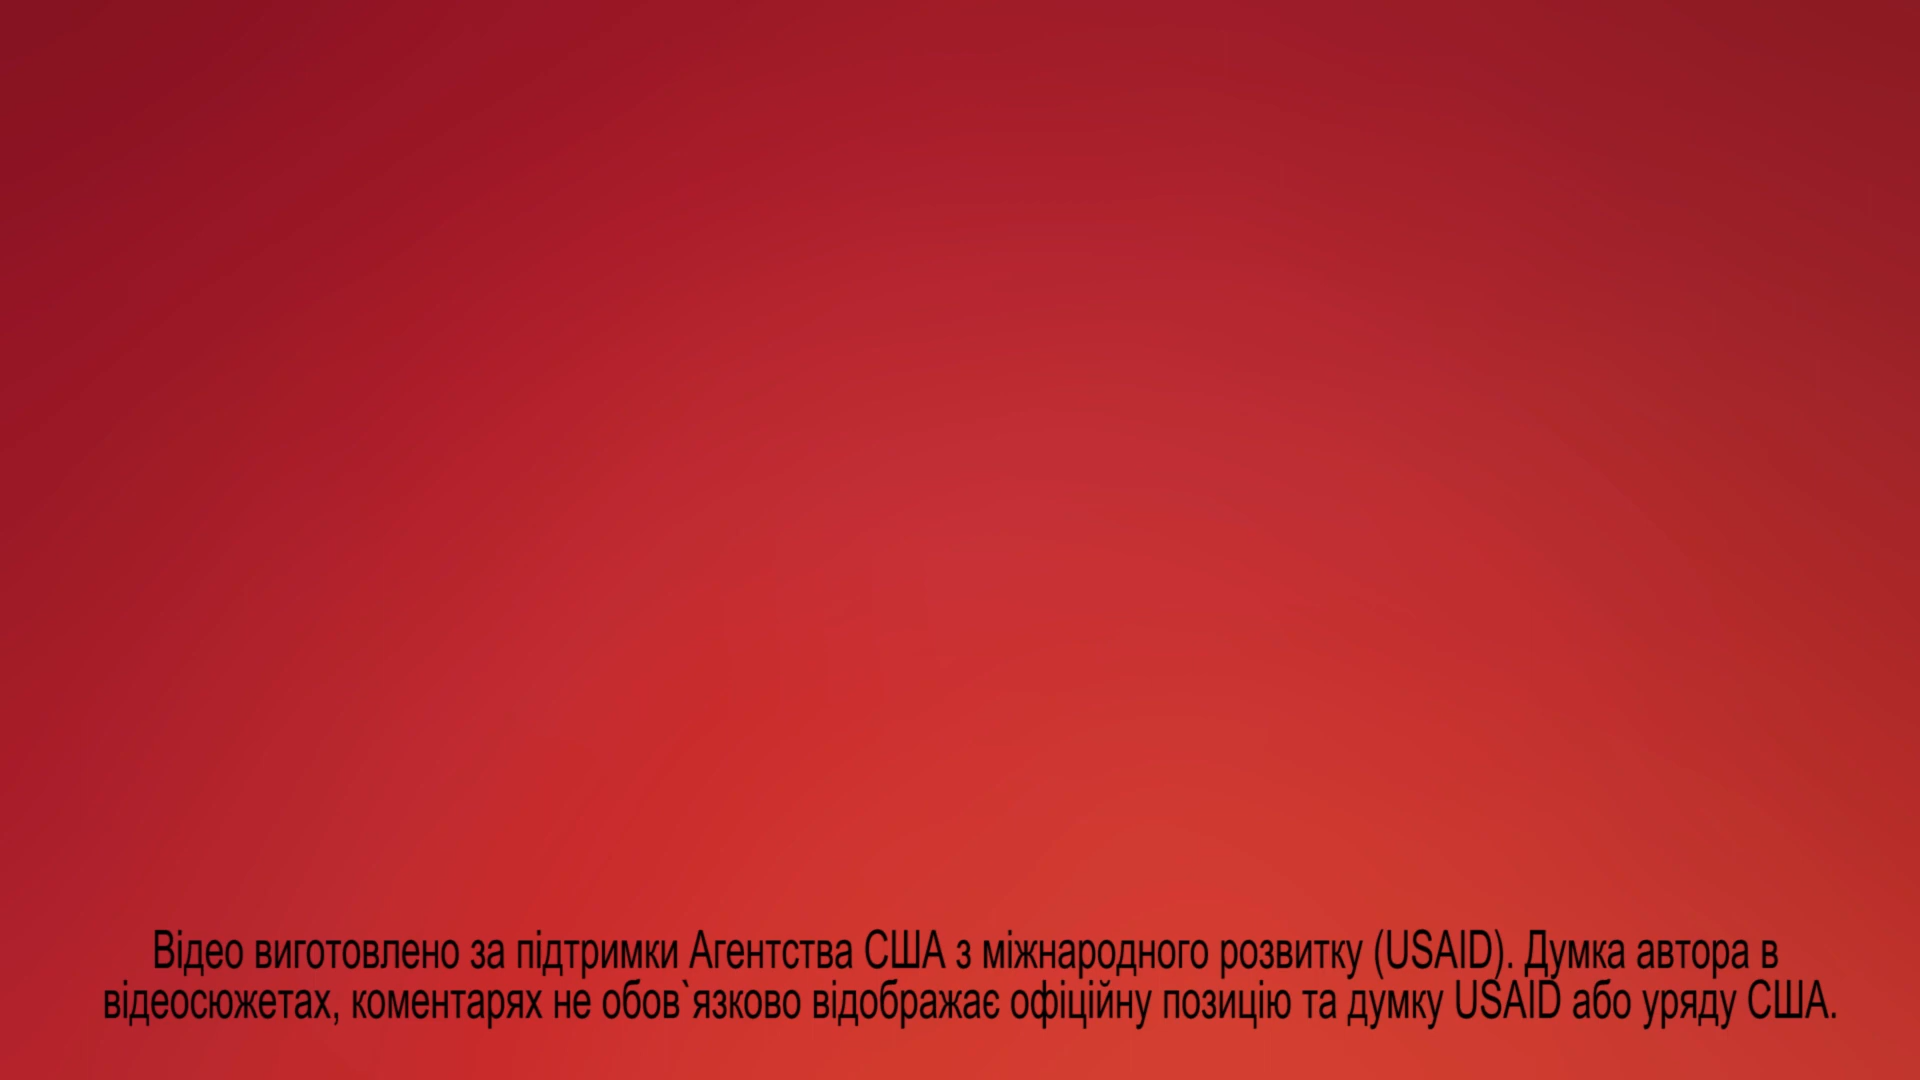 Відео виготовлено за підтримки Агентства США з міжнародного розвитку (USAID). Думка автора в
відеосюжетах, коментарях не обов`язково відображає офіційну позицію та думку USAID або уряду США.